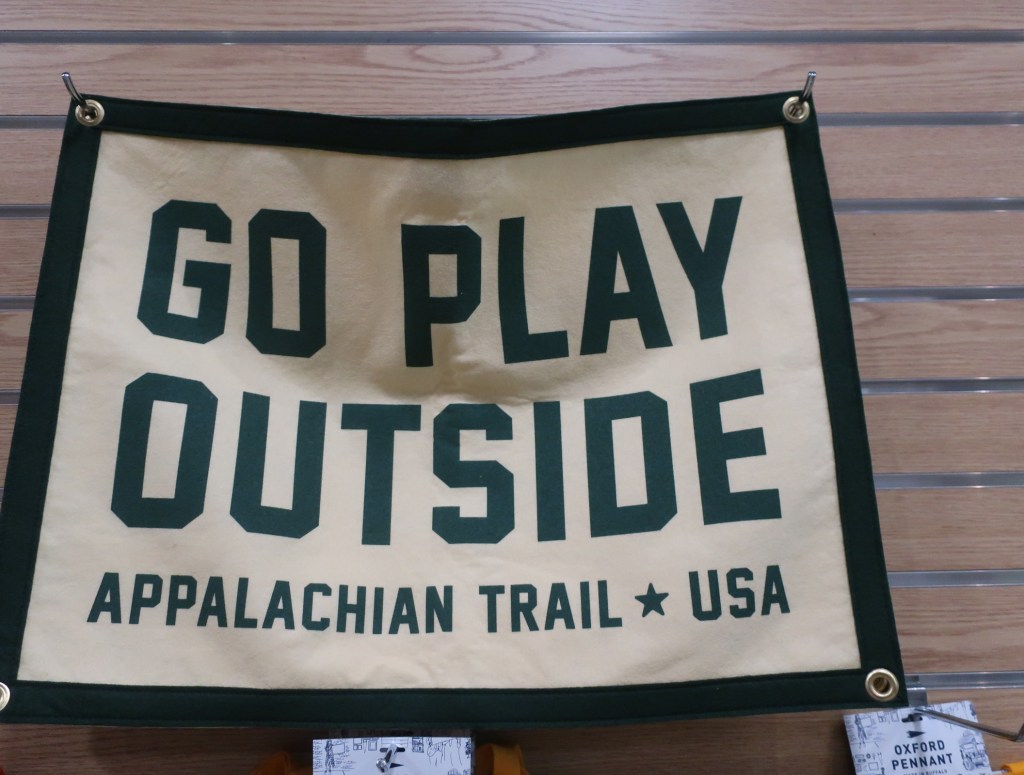 GO PLAY
OUTSIDE
APPALACHIAN TRAIL ★ USA
OXFORD
PENNANT